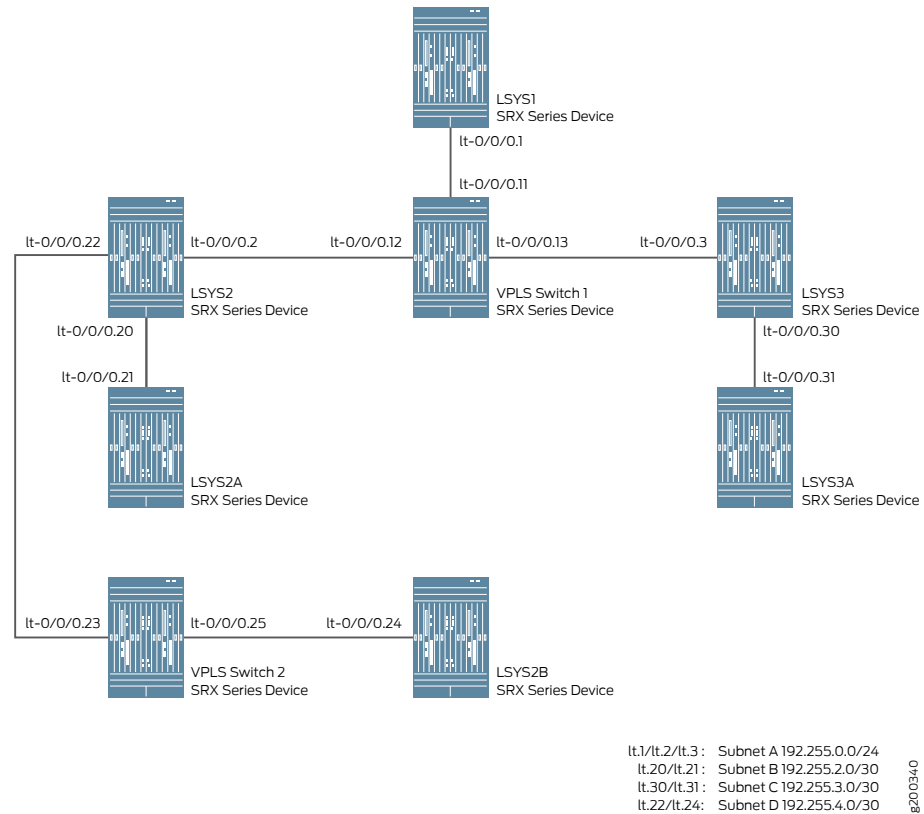 LSYS1
SRX Series Device
lt-0/0/0.1
lt-0/0/0.11
lt-0/0/0.22
lt-0/0/0.2
lt-0/0/0.12
lt-0/0/0.13
lt-0/0/0.3
LSYS2
SRX Series Device
VPLS Switch 1
SRX Series Device
LSYS3
SRX Series Device
lt-0/0/0.20
lt-0/0/0.30
lt-0/0/0.21
lt-0/0/0.31
LSYS2A
SRX Series Device
LSYS3A
SRX Series Device
lt-0/0/0.23
lt-0/0/0.25
lt-0/0/0.24
VPLS Switch 2
SRX Series Device
LSYS2B
SRX Series Device
lt.1/lt.2/lt.3 : Subnet A 192.255.0.0/24
lt.20/lt.21 : Subnet B 192.255.2.0/30
lt.30/lt.31 : Subnet C 192.255.3.0/30
lt.22/lt.24: Subnet D 192.255.4.0/30
g200340